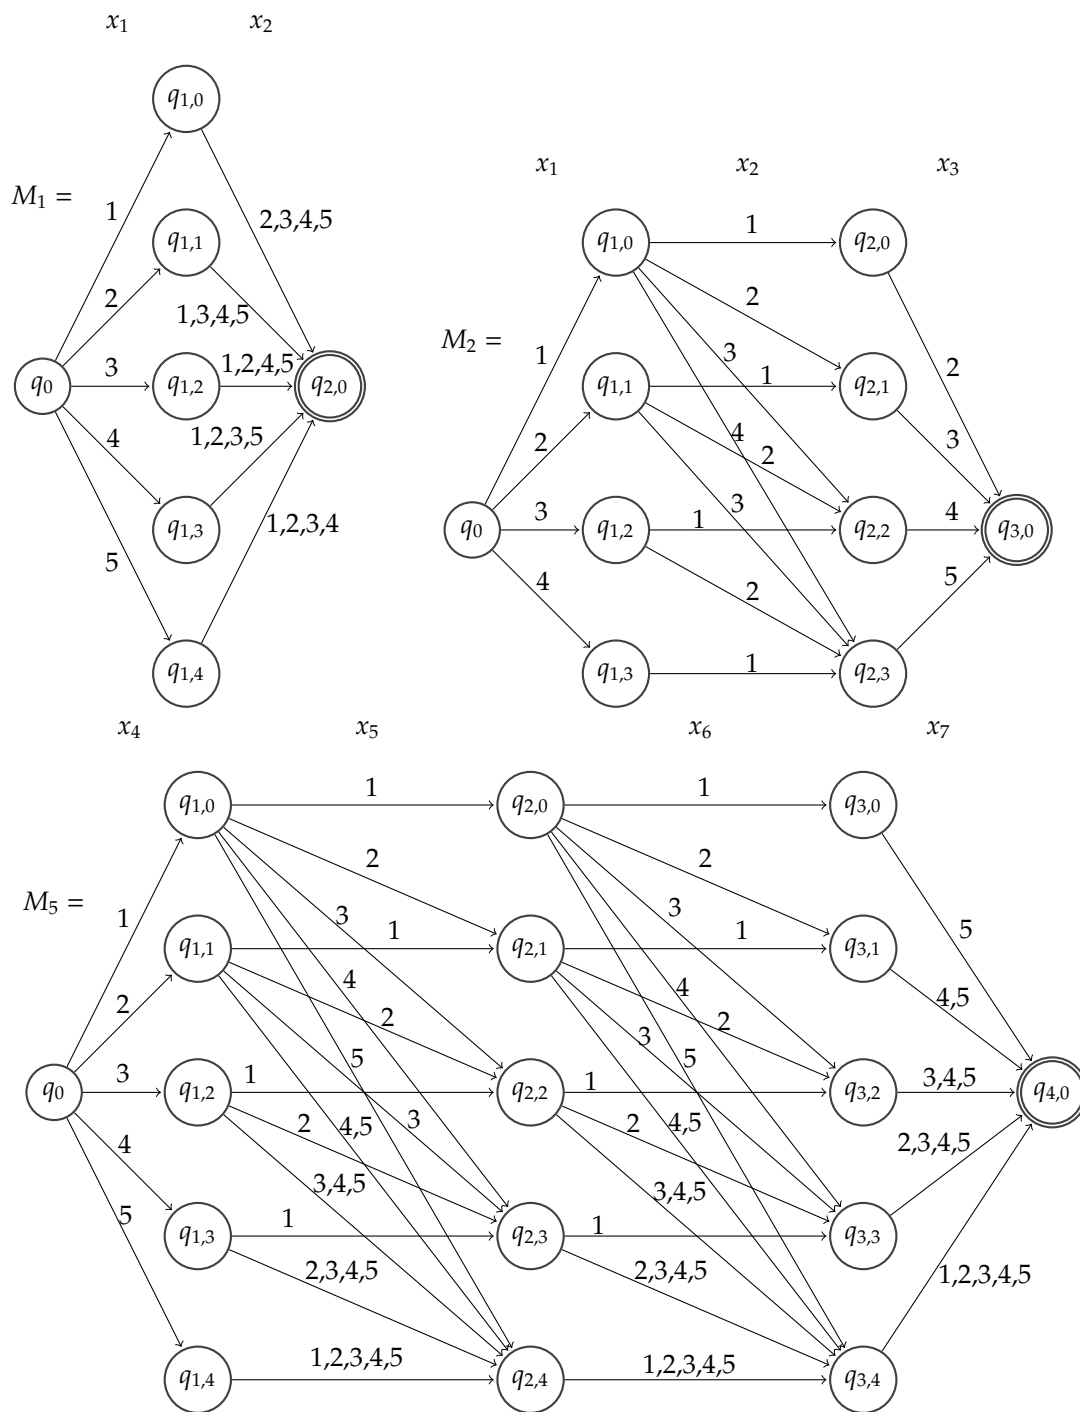 x1 x2
q1,0
M1 =
1
2,3,4,5
q1,1
2
1,3,4,5
q0
3
q1,2
1,2,4,5
q2,0
4
1,2,3,5
q1,3
5
1,2,3,4
q1,4
x1 x2 x3
q1,0
1
q2,0
M2 =
1
2
3
2
q1,1
1
q2,1
2
4
2
3
q0
3
q1,2
3
1
q2,2
4
q3,0
4
2
5
q1,3
1
q2,3
x4 x5 x6 x7
q1,0
1
q2,0
1
q3,0
M5 =
1
2
3
2
3
5
q1,1
1
q2,1
1
q3,1
2
4
2
5
4
2
3
5
4,5
q0
3
q1,2
1
q2,2
1
q3,2
3,4,5
q4,0
4
2
4,5
3
3,4,5
2
4,5
3,4,5
2,3,4,5
5
q1,3
1
q2,3
1
q3,3
2,3,4,5
2,3,4,5
1,2,3,4,5
q1,4
1,2,3,4,5
q2,4
1,2,3,4,5
q3,4